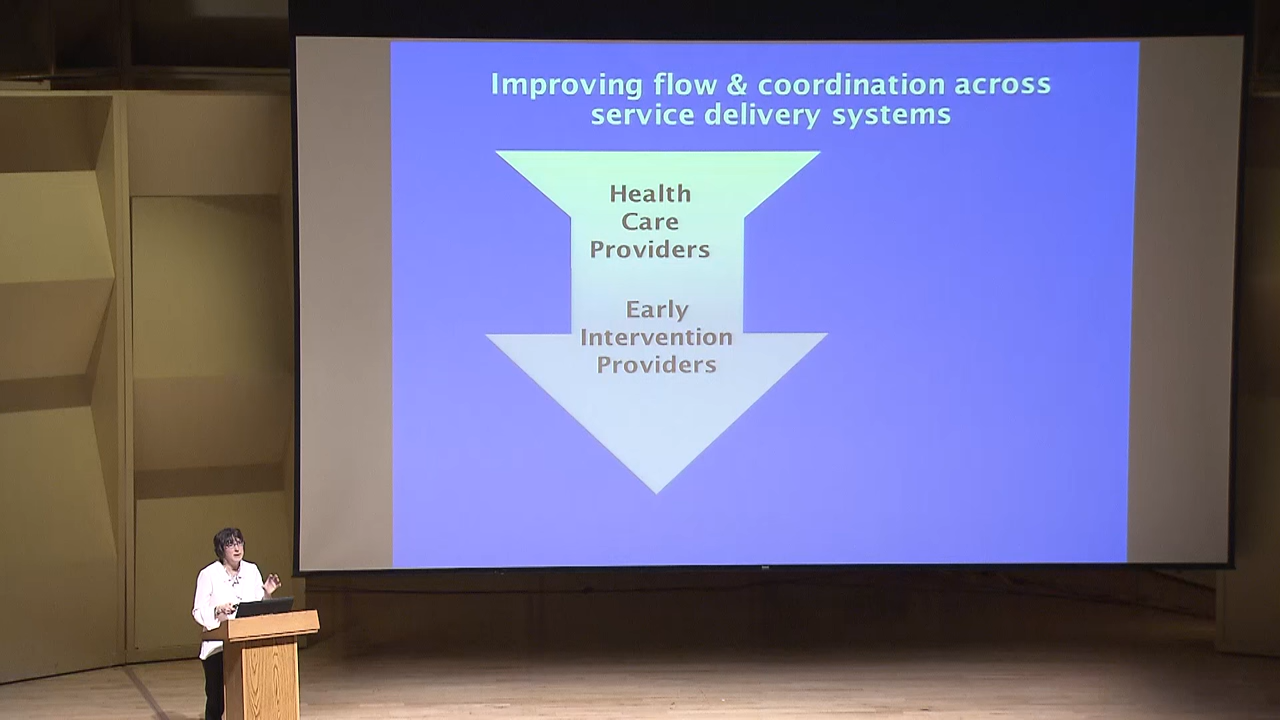 Improving flow & coordination across
service delivery systems
Health
Care
Providers
Early
Intervention
Providers